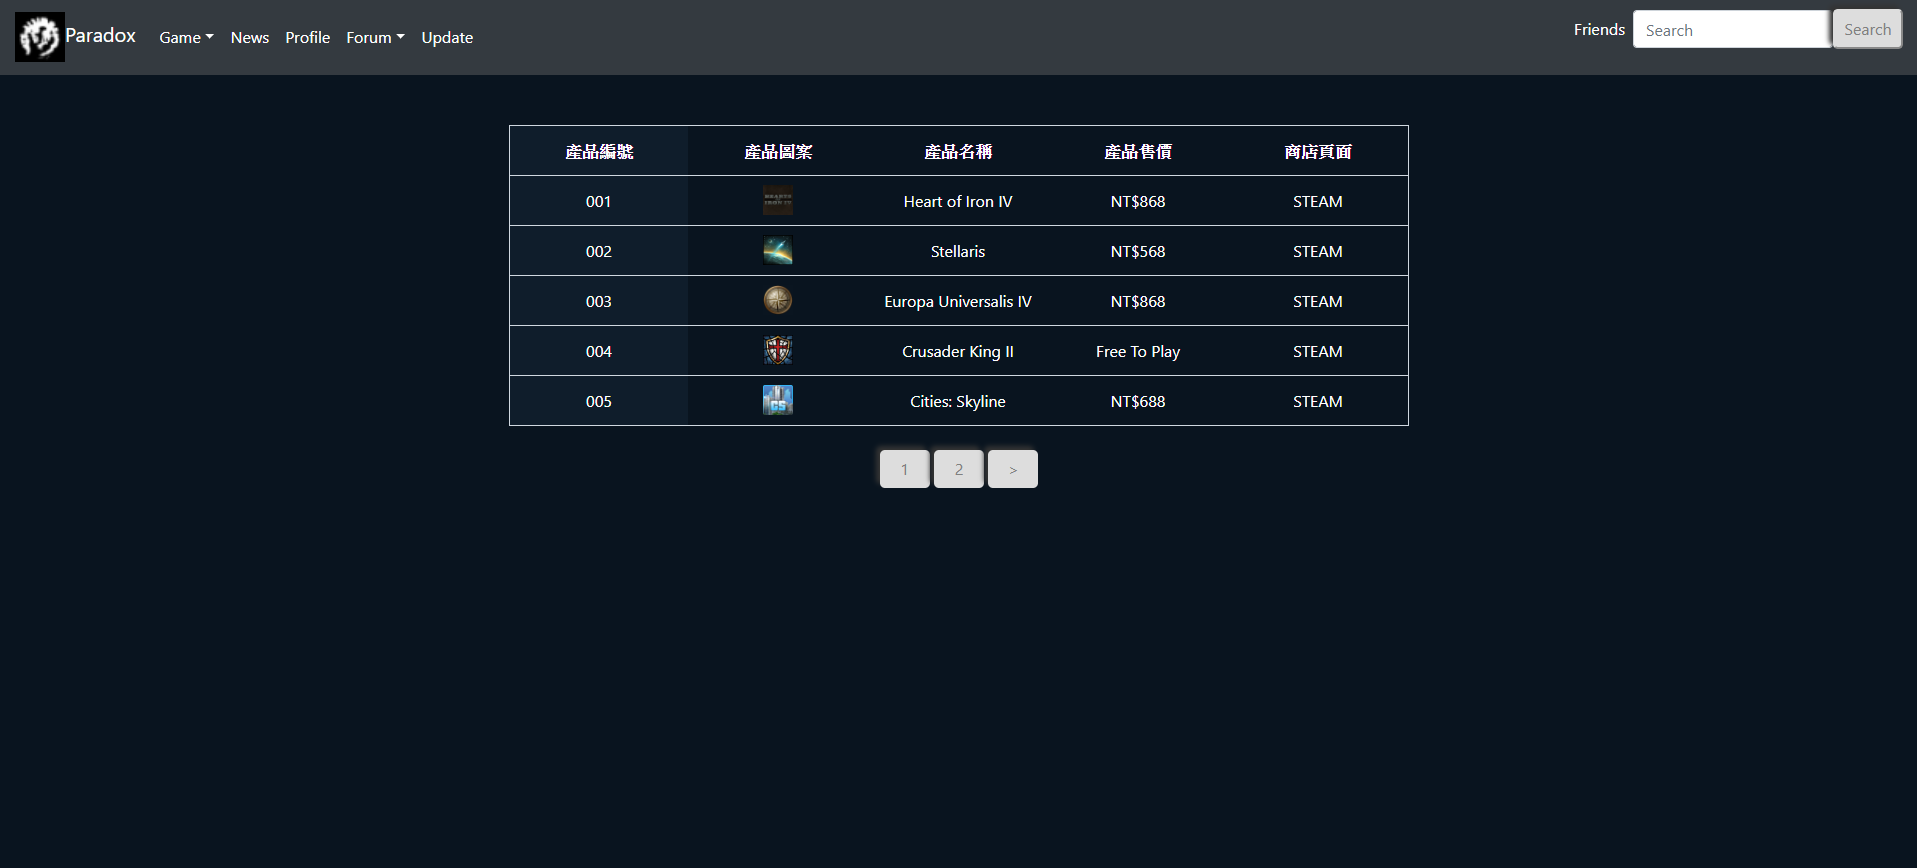 Paradox Game News Profile Forum Update Friends Search Search
產品編號 產品圖案 產品名稱 產品售價 商店頁面
001 Heart of Iron IV NT$868 STEAM
002 Stellaris NT$568 STEAM
003 Europa Universalis IV NT$868 STEAM
004 Crusader King II Free To Play STEAM
005 CS Cities: Skyline NT$688 STEAM
1 2 >